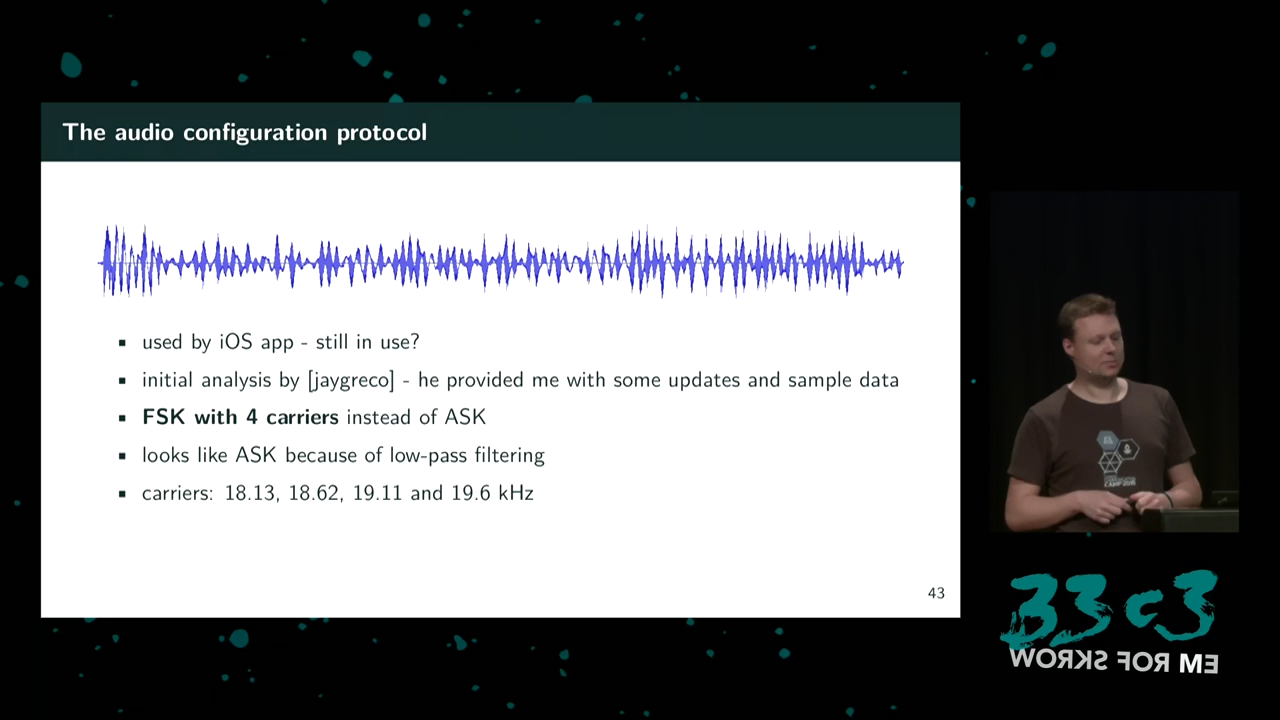 The audio configuration protocol
▪ used by iOS app - still in use?
▪ initial analysis by [jaygreco] - he provided me with some updates and sample data
▪ FSK with 4 carriers instead of ASK
▪ looks like ASK because of low-pass filtering
▪ carriers: 18.13, 18.62, 19.11 and 19.6 kHz
43
33c3
WORKS FOR ME